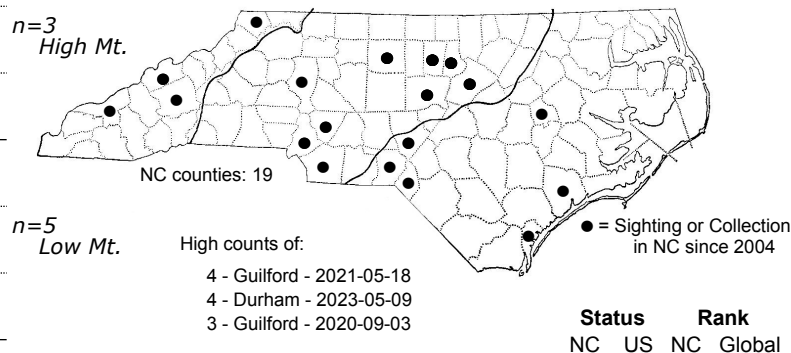 n=3
High Mt.
NC counties: 19
n=5
Low Mt.
= Sighting or Collection
in NC since 2004
High counts of:
4 - Guilford - 2021-05-18
4 - Durham - 2023-05-09
3 - Guilford - 2020-09-03
Status Rank
NC US NC Global